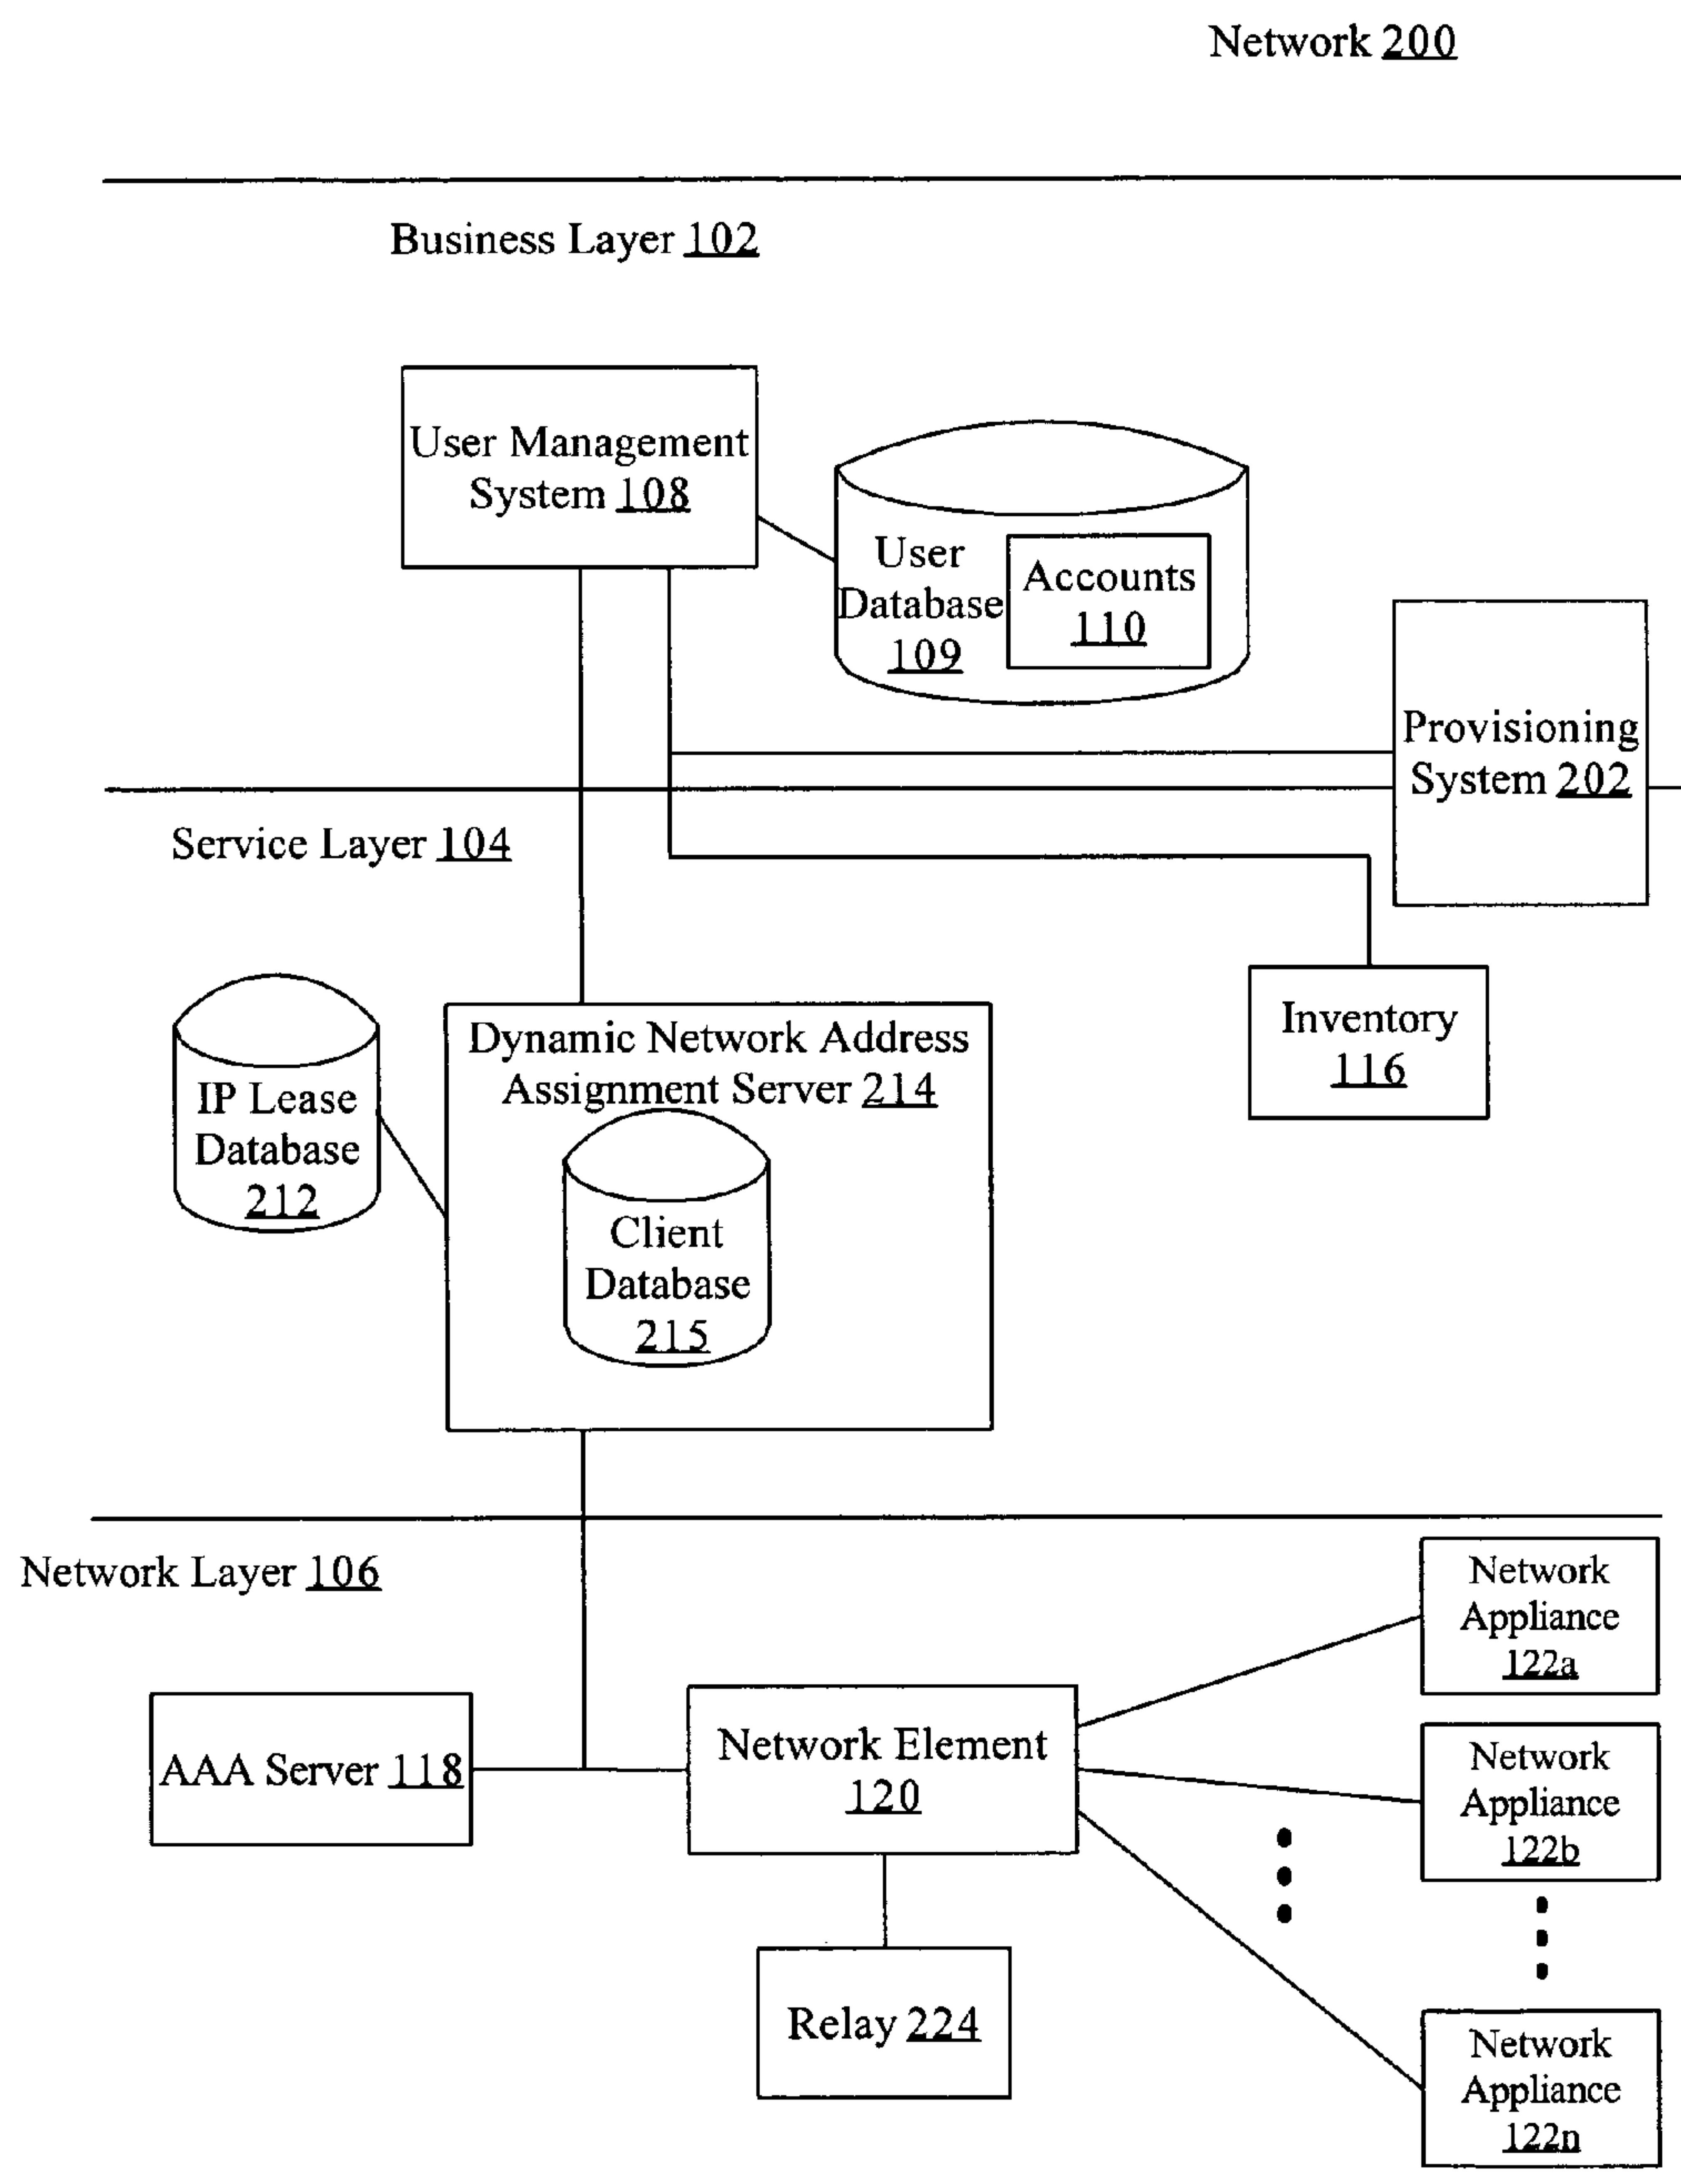 Network 200
Business Layer 102
User Management
System 108
User
Database
109
Accounts
110
Provisioning
System 202
Service Layer 104
IP Lease
Database
212
Dynamic Network Address
Assignment Server 214
Client
Database
215
Inventory
116
Network Layer 106
AAA Server 118
Network Element
120
Relay 224
Network
Appliance
122a
Network
Appliance
122b
Network
Appliance
122n